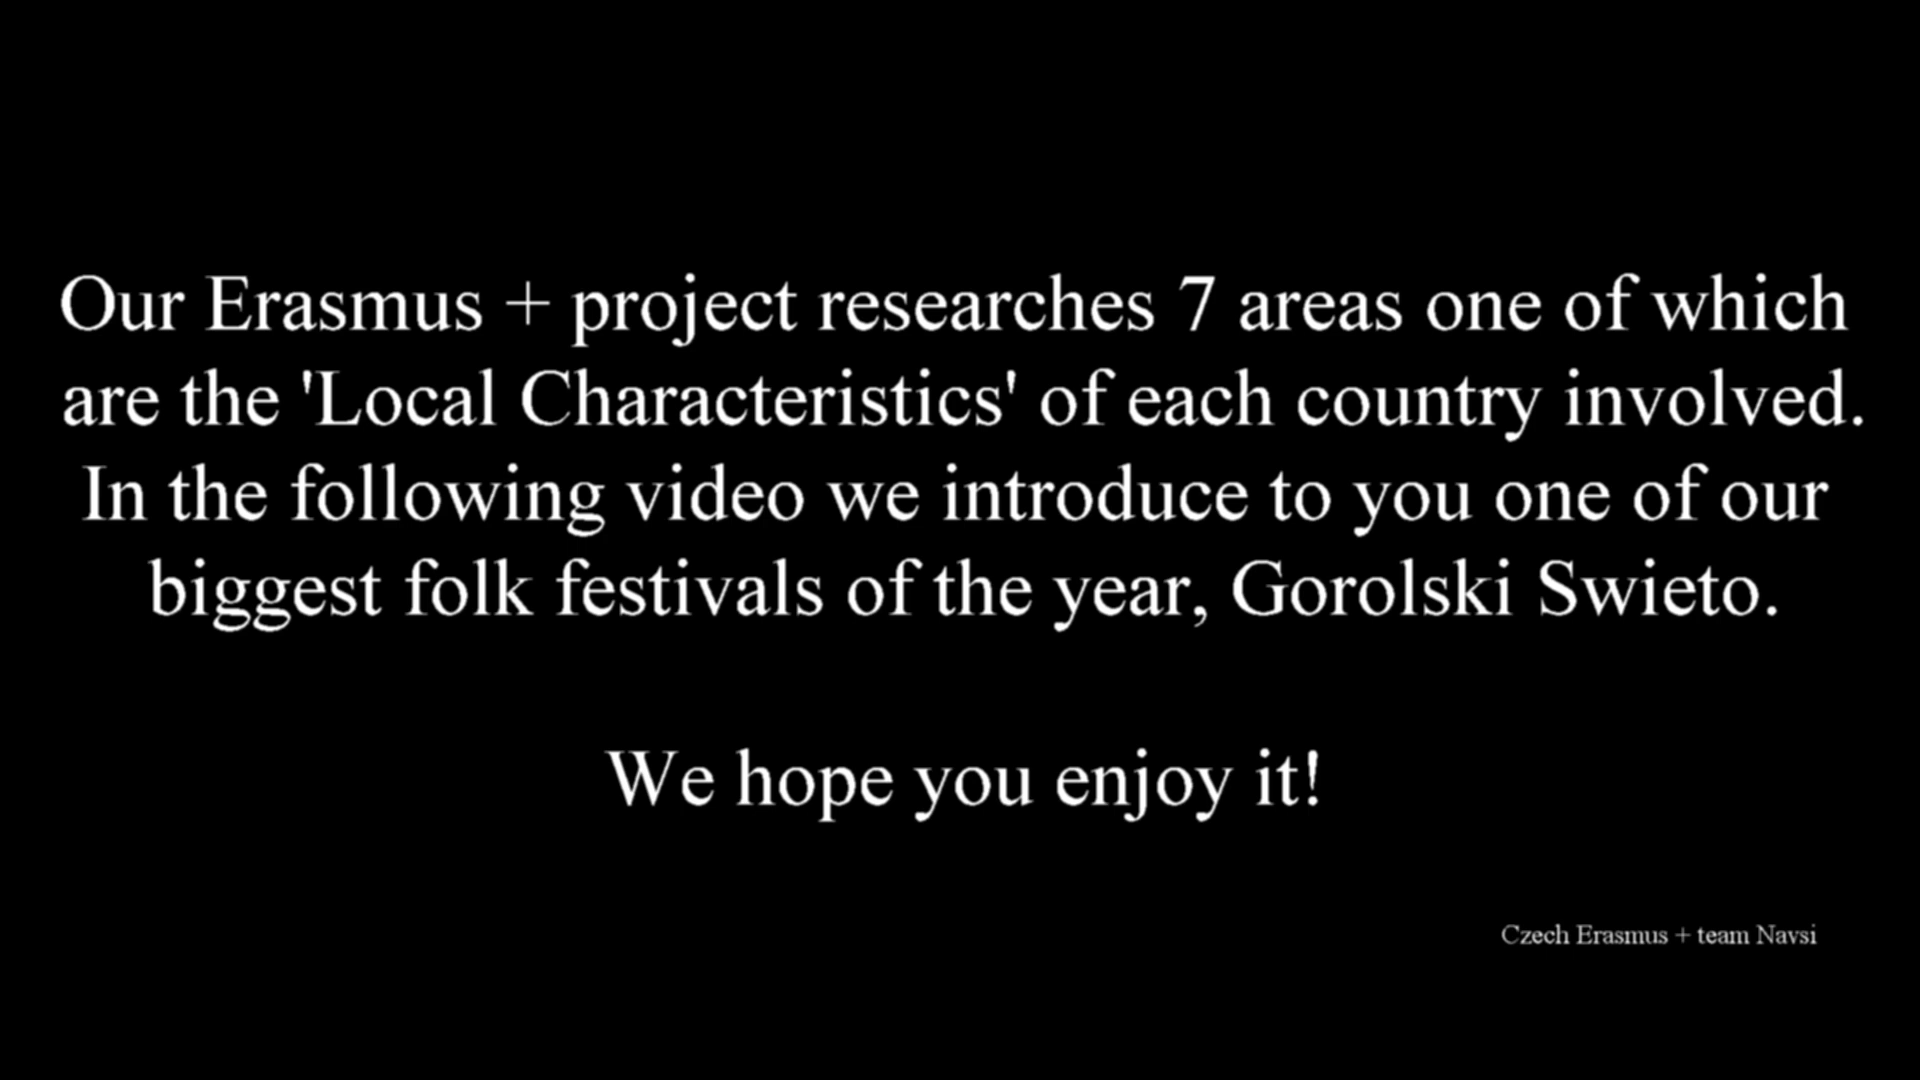 Our Erasmus + project researches 7 areas one of which
are the 'Local Characteristics' of each country involved.
In the following video we introduce to you one of our
biggest folk festivals of the year, Gorolski Swieto.
We hope you enjoy it!
Czech Erasmus + team Navsi